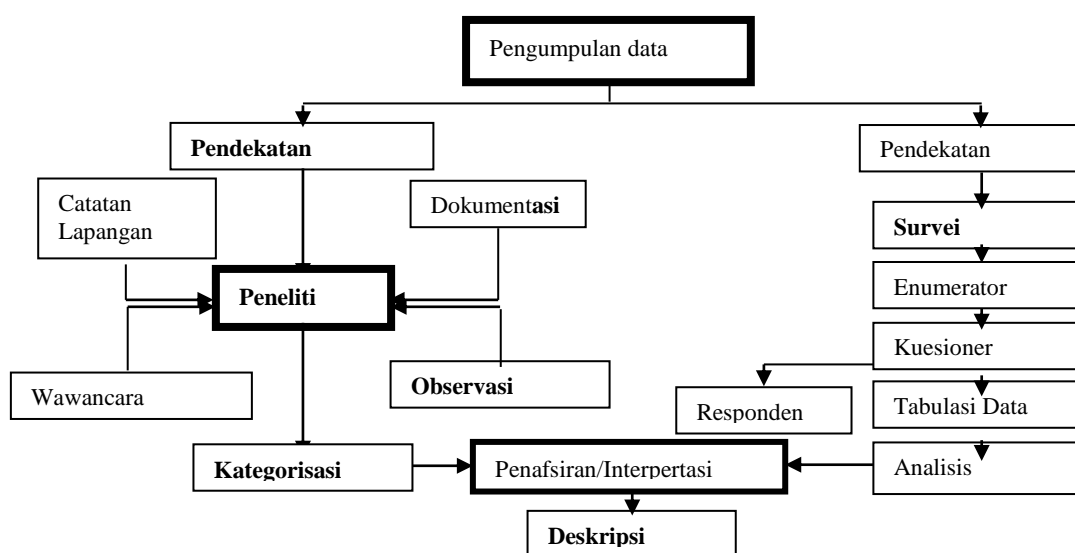 Pengumpulan data
Pendekatan
Pendekatan
Catatan
Lapangan
Dokumentasi
Survei
Peneliti
Enumerator
Kuesioner
Wawancara
Observasi
Responden
Tabulasi Data
Kategorisasi
Penafsiran/Interpertasi
Analisis
Deskripsi